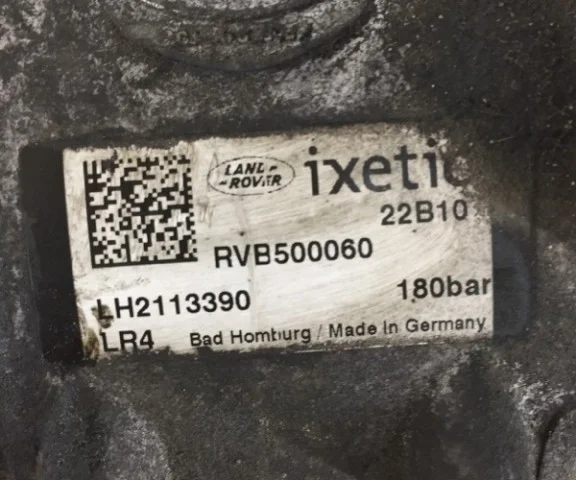 LAND-
-ROVER
ixetic
22B10
RVB500060
LH2113390
180bar
LR4
Bad Homburg / Made In Germany